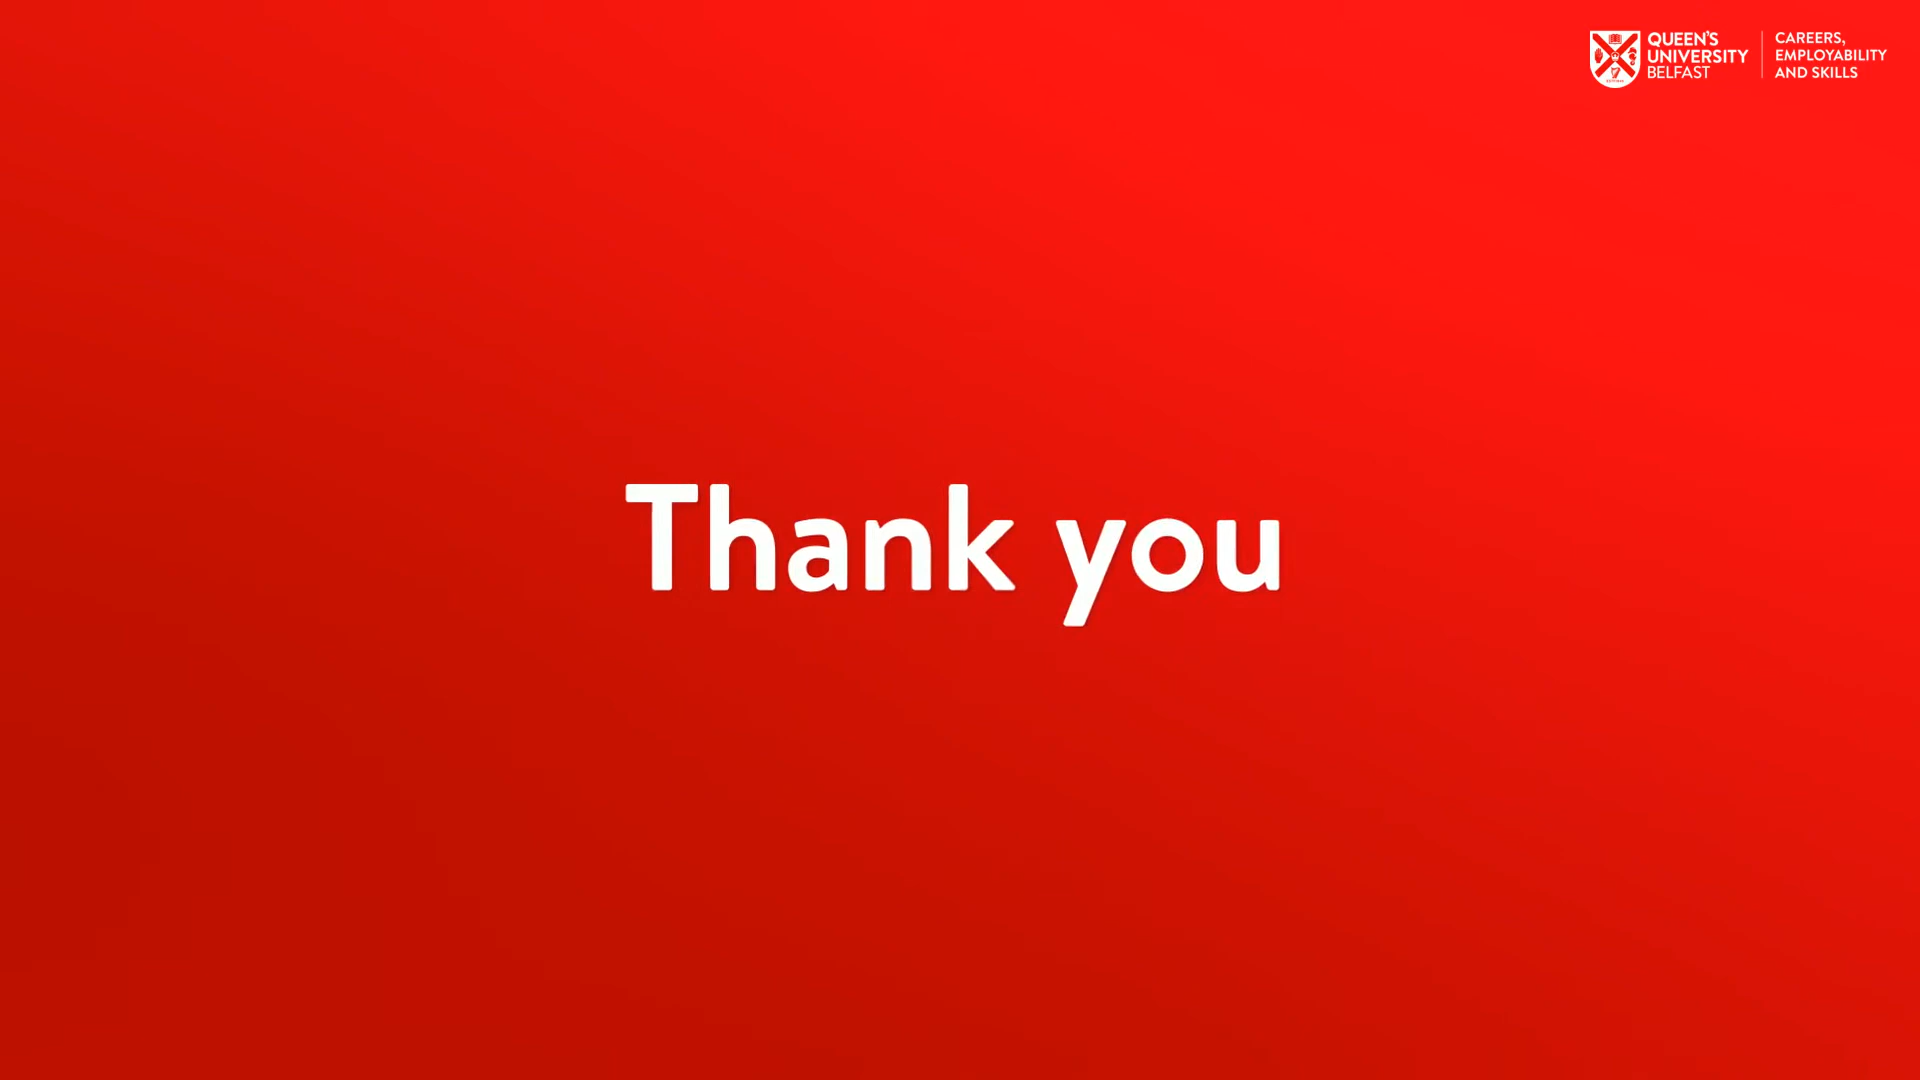 QUEEN'S
UNIVERSITY
BELFAST
CAREERS,
EMPLOYABILITY
AND SKILLS
Thank you